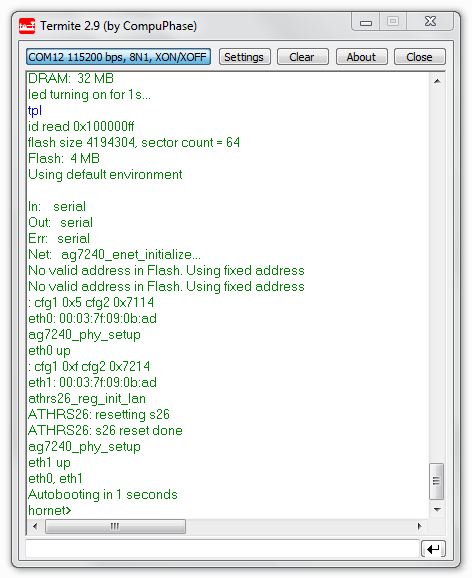 Termite 2.9 (by CompuPhase)
COM12 115200 bps, 8N1, XON/XOFF Settings Clear About Close
DRAM:  32 MB
led turning on for 1s...
tpl
id read 0x100000ff
flash size 4194304, sector count = 64
Flash:  4 MB
Using default environment
In:    serial
Out:   serial
Err:   serial
Net:   ag7240_enet_initialize...
No valid address in Flash. Using fixed address
No valid address in Flash. Using fixed address
: cfg1 0x5 cfg2 0x7114
eth0: 00:03:7f:09:0b:ad
ag7240_phy_setup
eth0 up
: cfg1 0xf cfg2 0x7214
eth1: 00:03:7f:09:0b:ad
athrs26_reg_init_lan
ATHRS26: resetting s26
ATHRS26: s26 reset done
ag7240_phy_setup
eth1 up
eth0, eth1
Autobooting in 1 seconds
hornet>